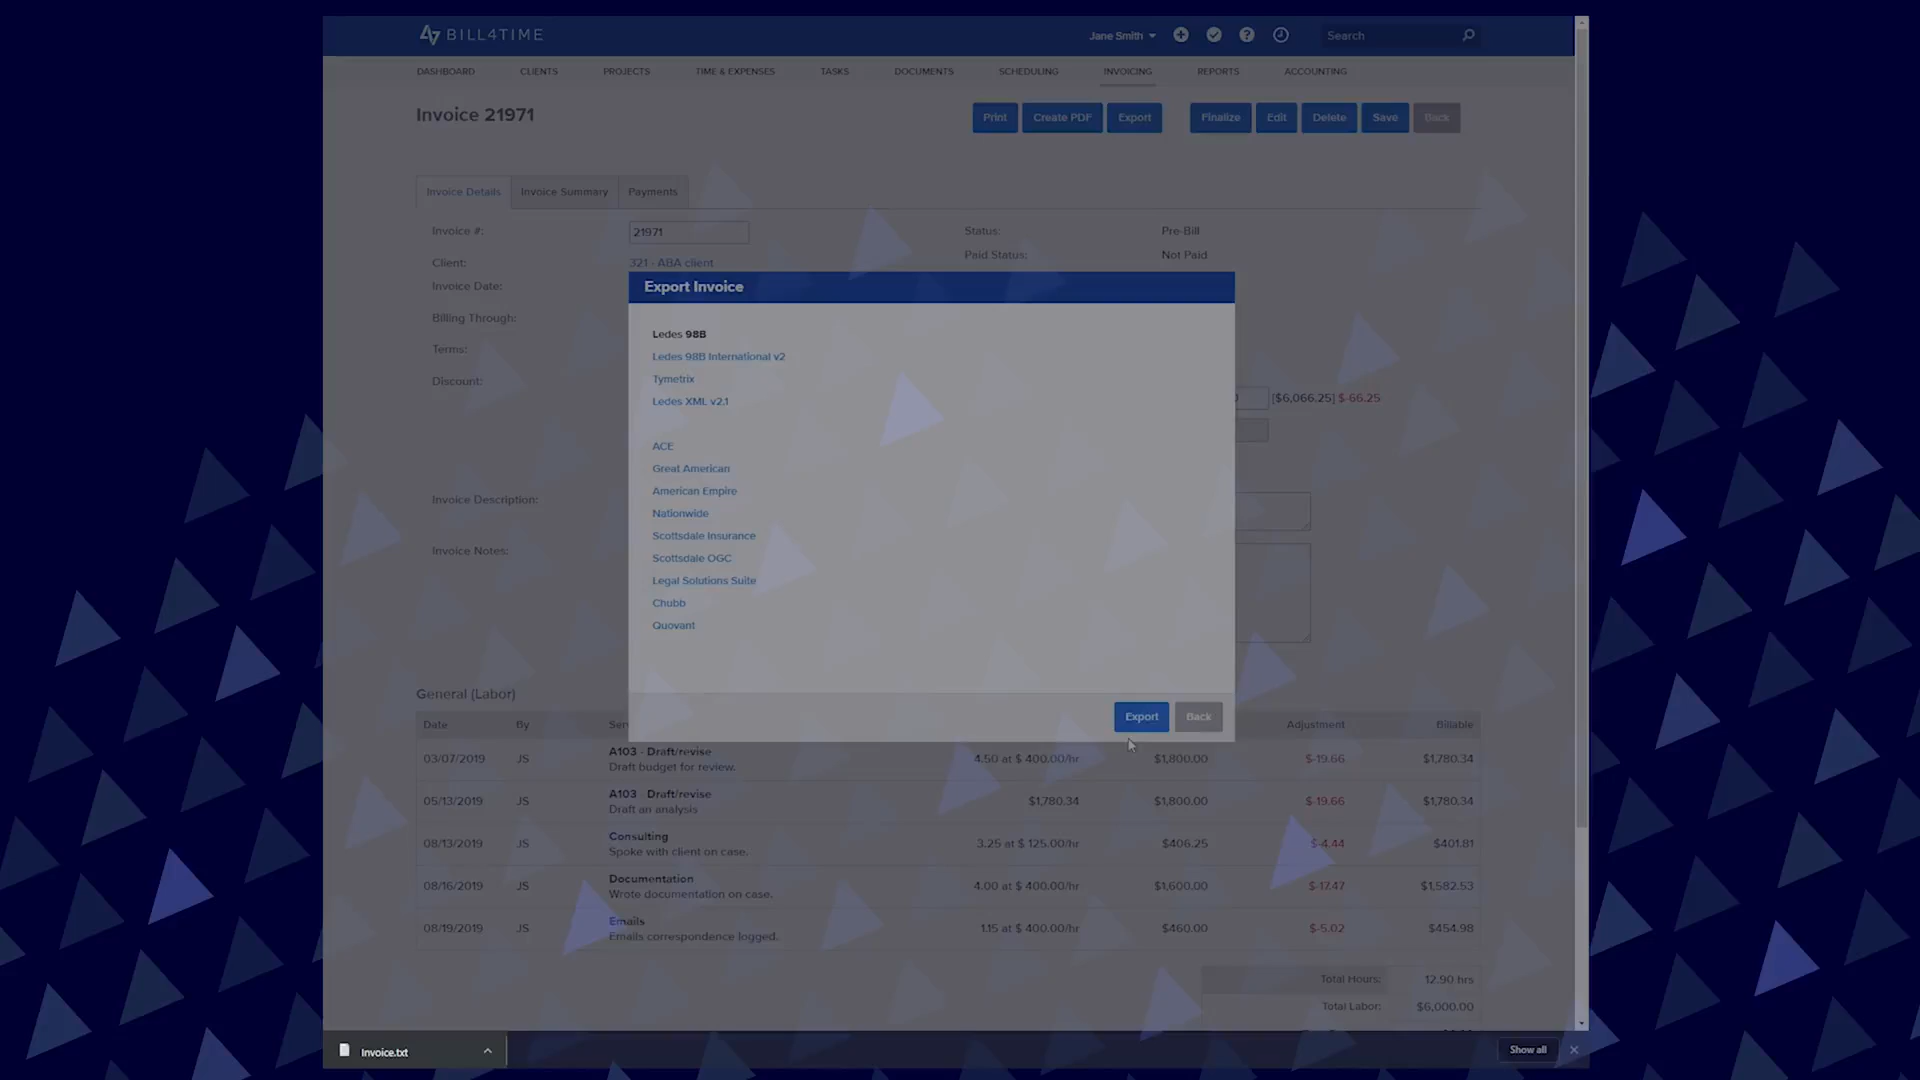 BILL4TIME
Jane Smith
Search
DASHBOARD CLIENTS PROJECTS TIME & EXPENSES TASKS DOCUMENTS SCHEDULING INVOICING REPORTS ACCOUNTING
Invoice 21971
Print Create PDF Export Finalize Edit Delete Save Back
Invoice Details Invoice Summary Payments
Invoice #: 21971 Status: Pre-Bill
Client: 321 - ABA client Paid Status: Not Paid
Invoice Date:
Billing Through:
Terms:
Discount:
[$6,066.25] $-66.25
Invoice Description:
Invoice Notes:
Export Invoice
Ledes 98B
Ledes 98B International v2
Tymetrix
Ledes XML v2.1
ACE
Great American
American Empire
Nationwide
Scottsdale Insurance
Scottsdale OGC
Legal Solutions Suite
Chubb
Quovant
Export Back
General (Labor)
Date By Adjustment Billable
03/07/2019 JS A103 - Draft/revise 4.50 at $ 400.00/hr $1,800.00 $-19.66 $1,780.34
Draft budget for review.
05/13/2019 JS A103 - Draft/revise $1,780.34 $1,800.00 $-19.66 $1,780.34
Draft an analysis
08/13/2019 JS Consulting 3.25 at $ 125.00/hr $406.25 $-4.44 $401.81
Spoke with client on case.
08/16/2019 JS Documentation 4.00 at $ 400.00/hr $1,600.00 $-17.47 $1,582.53
Wrote documentation on case.
08/19/2019 JS Emails 1.15 at $ 400.00/hr $460.00 $-5.02 $454.98
Emails correspondence logged.
Total Hours: 12.90 hrs
Total Labor: $6,000.00
Invoice.txt
Show all